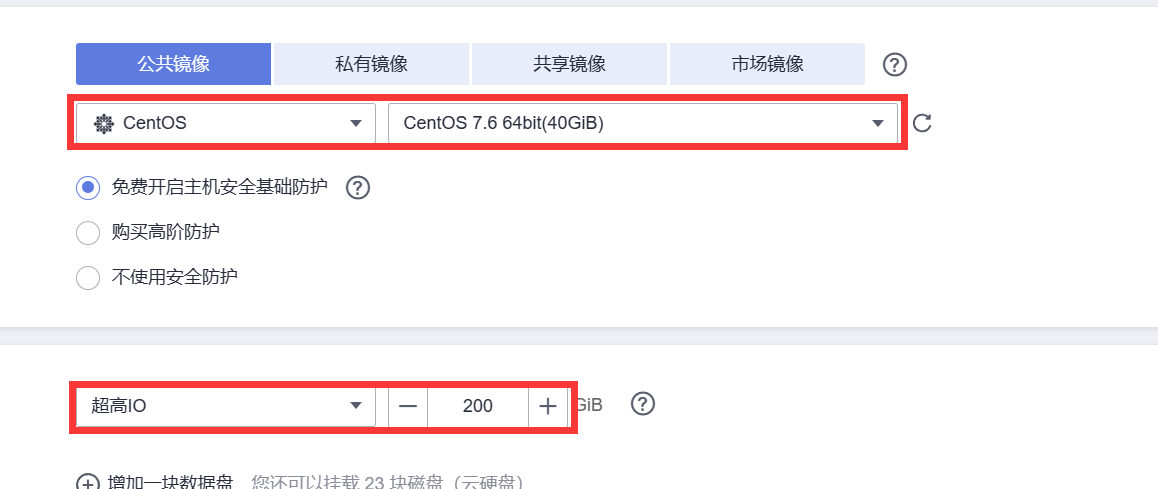 公共镜像 私有镜像 共享镜像 市场镜像
CentOS CentOS 7.6 64bit(40GiB)
免费开启主机安全基础防护
购买高阶防护
不使用安全防护
超高IO 200 GiB
增加一块数据盘 您还可以挂载 23 块磁盘（云硬盘）